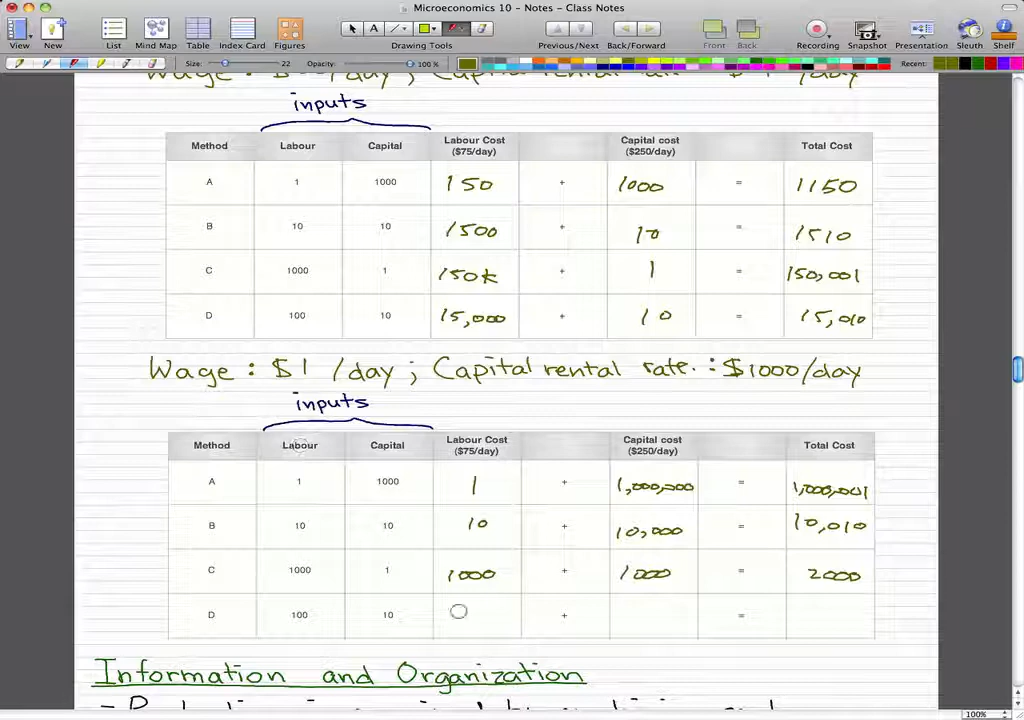 Microeconomics 10 - Notes - Class Notes
View New List Mind Map Table Index Card Figures Drawing Tools Previous/Next Back/Forward Front Back Recording Snapshot Presentation Sleuth Shelf
Size: 22 Opacity: 100 % Recent:
Wage : $ /day ; Capital rental /day
inputs
Method Labour Capital Labour Cost ($75/day) Capital cost ($250/day) Total Cost
A 1 1000 150 + 1000 = 1150
B 10 10 1500 + 10 = 1510
C 1000 1 150k + 1 = 150,001
D 100 10 15,000 + 10 = 15,010
Wage : $1 /day ; Capital rental rate. : $1000/day
inputs
Method Labour Capital Labour Cost ($75/day) Capital cost ($250/day) Total Cost
A 1 1000 1 + 1,000,000 = 1,000,001
B 10 10 10 + 10,000 = 10,010
C 1000 1 1000 + 1000 = 2000
D 100 10 + =
Information and Organization
100%